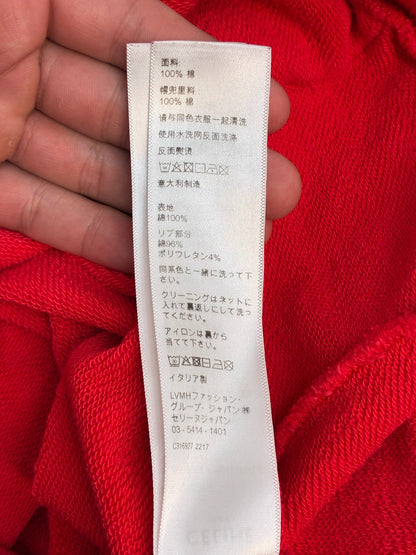 面料
100% 棉
帽兜里料
100% 棉
请与同色衣服一起清洗
使用水洗网反面洗涤
反面熨烫
意大利制造
表地
綿100%
リブ部分
綿96%
ポリウレタン4%
同系色と一緒に洗って下
さい。
クリーニングはネットに
入れて裏返しにして洗っ
てください。
アイロンは裏から
当てて下さい。
イタリア製
LVMHファッション・
グループ・ジャパン㈱
セリーヌジャパン
03 - 5414 - 1401
C316927-2217
CELINE